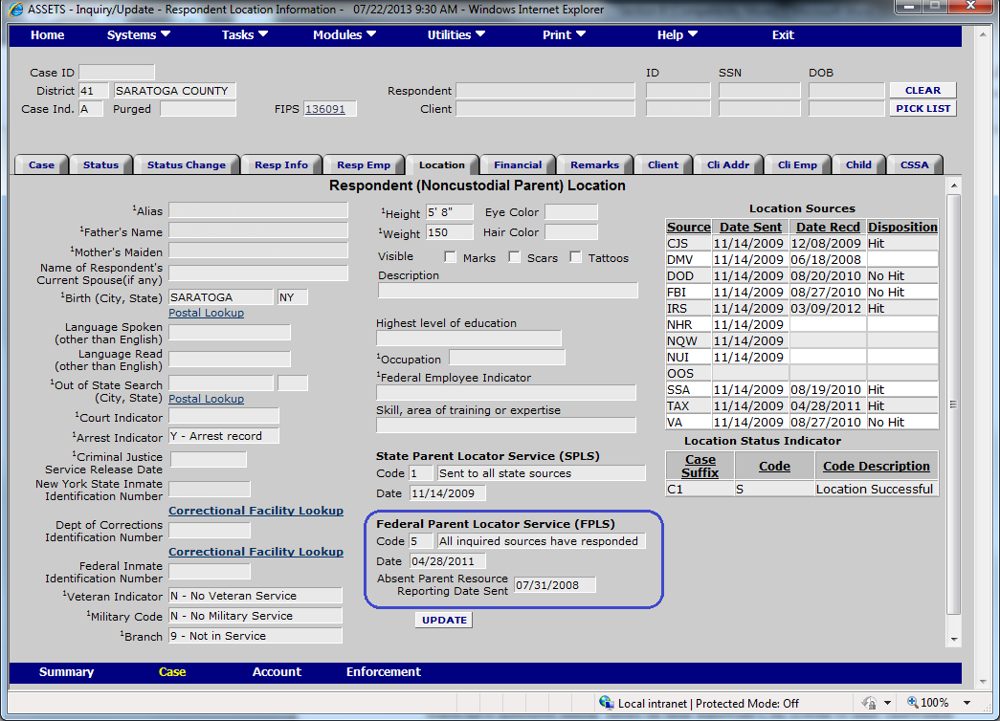 ASSETS - Inquiry/Update - Respondent Location Information - 07/22/2013 9:30 AM - Windows Internet Explorer
Home Systems Tasks Modules Utilities Print Help Exit
Case ID ID SSN DOB
District 41 SARATOGA COUNTY Respondent CLEAR
Case Ind. A Purged FIPS 136091 Client PICK LIST
Case Status Status Change Resp Info Resp Emp Location Financial Remarks Client Cli Addr Cli Emp Child CSSA
Respondent (Noncustodial Parent) Location
1Alias
1Father's Name
1Mother's Maiden
Name of Respondent's
Current Spouse(if any)
1Birth (City, State) SARATOGA NY
Postal Lookup
Language Spoken
(other than English)
Language Read
(other than English)
1Out of State Search
(City, State) Postal Lookup
1Court Indicator
1Arrest Indicator Y - Arrest record
1Criminal Justice
Service Release Date
New York State Inmate
Identification Number
Correctional Facility Lookup
Dept of Corrections
Identification Number
Correctional Facility Lookup
Federal Inmate
Identification Number
1Veteran Indicator N - No Veteran Service
1Military Code N - No Military Service
1Branch 9 - Not in Service
1Height 5' 8" Eye Color
1Weight 150 Hair Color
Visible Marks Scars Tattoos
Description
Highest level of education
1Occupation
1Federal Employee Indicator
Skill, area of training or expertise
State Parent Locator Service (SPLS)
Code 1 Sent to all state sources
Date 11/14/2009
Federal Parent Locator Service (FPLS)
Code 5 All inquired sources have responded
Date 04/28/2011
Absent Parent Resource
Reporting Date Sent 07/31/2008
UPDATE
Location Sources
Source Date Sent Date Recd Disposition
CJS 11/14/2009 12/08/2009 Hit
DMV 11/14/2009 06/18/2008
DOD 11/14/2009 08/20/2010 No Hit
FBI 11/14/2009 08/27/2010 No Hit
IRS 11/14/2009 03/09/2012 Hit
NHR 11/14/2009
NQW 11/14/2009
NUI 11/14/2009
OOS
SSA 11/14/2009 08/19/2010 Hit
TAX 11/14/2009 04/28/2011 Hit
VA 11/14/2009 08/27/2010 No Hit
Location Status Indicator
Case Suffix Code Code Description
C1 S Location Successful
Summary Case Account Enforcement
Local intranet | Protected Mode: Off 100%